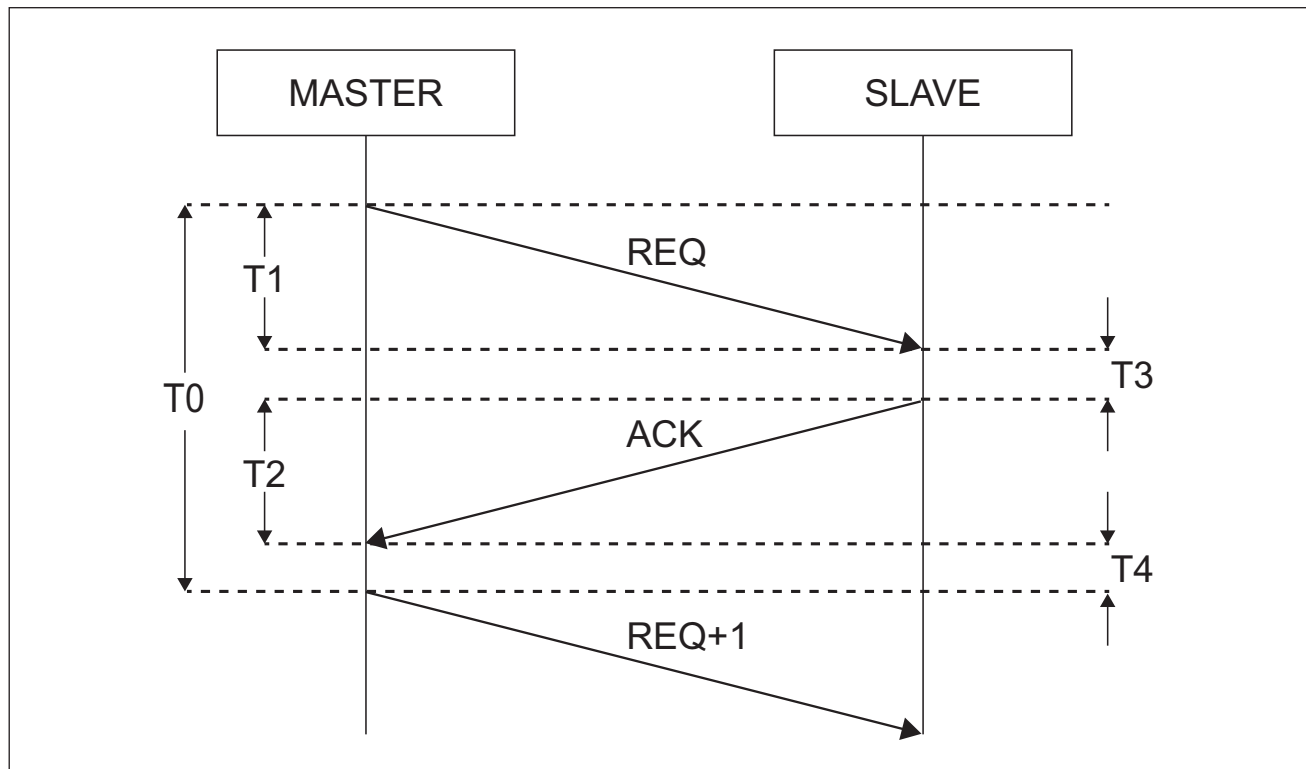 MASTER
SLAVE
REQ
T1
T3
T0
ACK
T2
T4
REQ+1